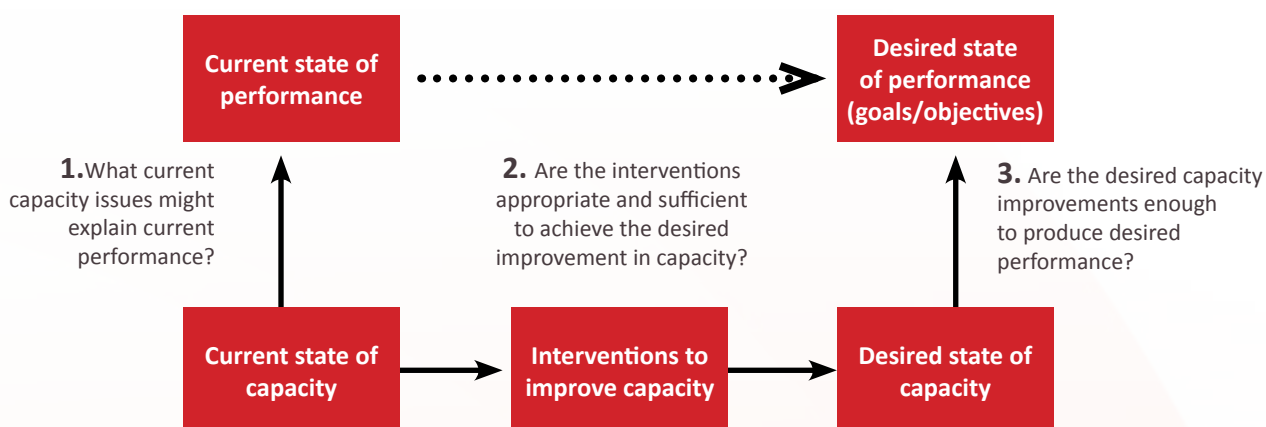 Current state of
performance
Desired state
of performance
(goals/objectives)
1.What current
capacity issues might
explain current
performance?
2. Are the interventions
appropriate and sufficient
to achieve the desired
improvement in capacity?
3. Are the desired capacity
improvements enough
to produce desired
performance?
Current state of
capacity
Interventions to
improve capacity
Desired state of
capacity